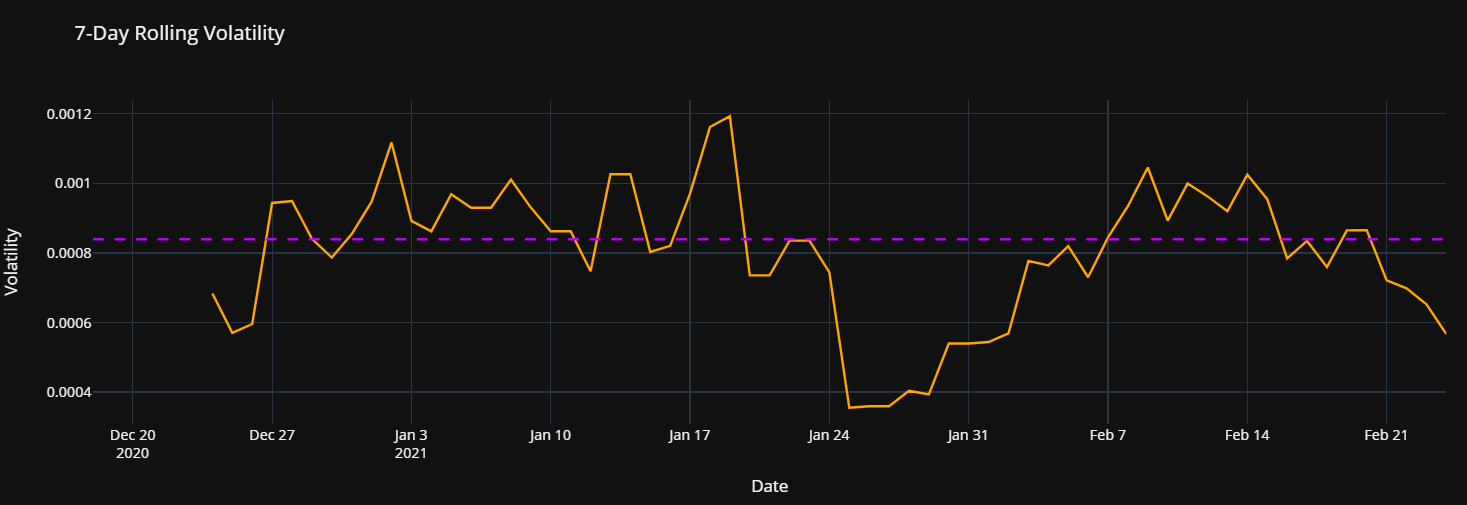 7-Day Rolling Volatility
0.0012
0.001
0.0008
0.0006
0.0004
Volatility
Dec 20
2020
Dec 27
Jan 3
2021
Jan 10
Jan 17
Jan 24
Jan 31
Feb 7
Feb 14
Feb 21
Date